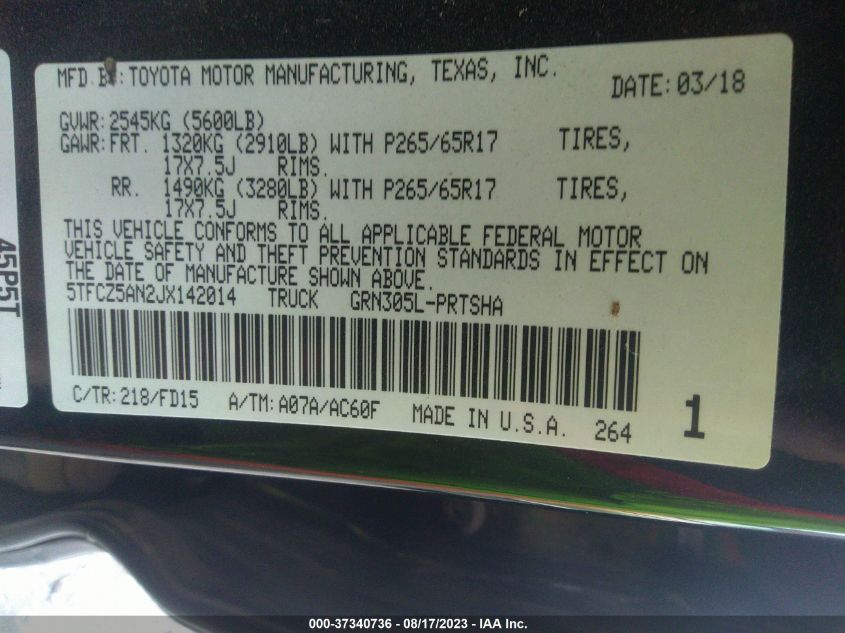 MFD. BY: TOYOTA MOTOR MANUFACTURING, TEXAS, INC.
DATE: 03/18
GVWR: 2545KG (5600LB)
GAWR: FRT. 1320KG (2910LB) WITH P265/65R17 TIRES,
17X7.5J RIMS.
RR. 1490KG (3280LB) WITH P265/65R17 TIRES,
17X7.5J RIMS.
THIS VEHICLE CONFORMS TO ALL APPLICABLE FEDERAL MOTOR
VEHICLE SAFETY AND THEFT PREVENTION STANDARDS IN EFFECT ON
THE DATE OF MANUFACTURE SHOWN ABOVE.
5TFCZ5AN2JX142014 TRUCK GRN305L-PRTSHA
C/TR: 218/FD15 A/TM: A07A/AC60F MADE IN U.S.A. 264 1
45P5T
000-37340736 - 08/17/2023 - IAA Inc.